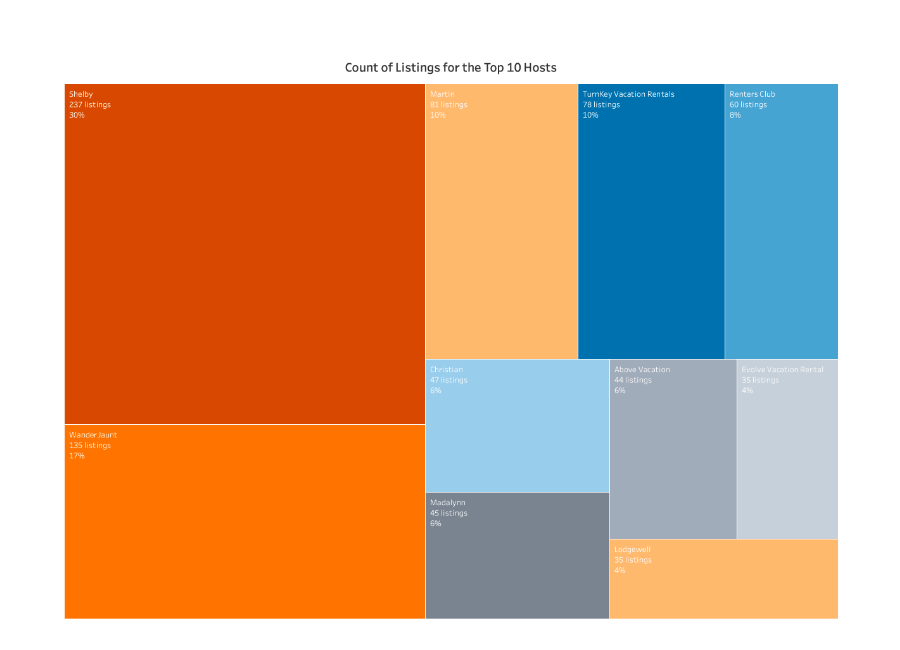 Count of Listings for the Top 10 Hosts
Shelby
237 listings
30%
Martin
81 listings
10%
TurnKey Vacation Rentals
78 listings
10%
Renters Club
60 listings
8%
Christian
47 listings
6%
Above Vacation
44 listings
6%
Evolve Vacation Rental
35 listings
4%
WanderJaunt
135 listings
17%
Madalynn
45 listings
6%
Lodgewell
35 listings
4%